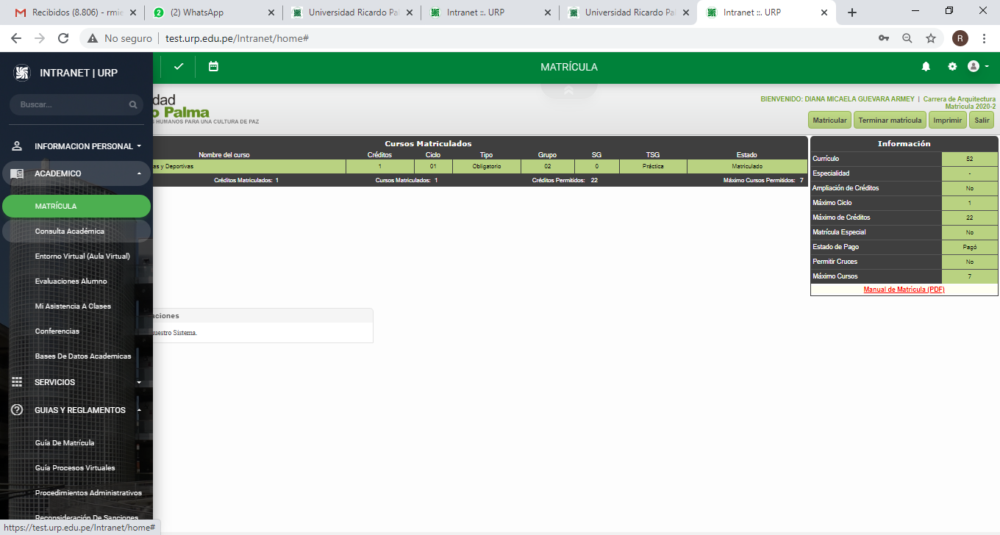 Recibidos (8.806) - rmie
(2) WhatsApp
Universidad Ricardo Pal
Intranet ::. URP
Universidad Ricardo Pal
Intranet ::. URP
No seguro | test.urp.edu.pe/Intranet/home#
R
INTRANET | URP
MATRÍCULA
Buscar...
dad
o Palma
HUMANOS PARA UNA CULTURA DE PAZ
BIENVENIDO: DIANA MICAELA GUEVARA ARMEY | Carrera de Arquitectura
Matricula 2020-2
Matricular Terminar matrícula Imprimir Salir
INFORMACION PERSONAL
ACADEMICO
MATRÍCULA
Consulta Académica
Entorno Virtual (Aula Virtual)
Evaluaciones Alumno
Mi Asistencia A Clases
Conferencias
Bases De Datos Academicas
SERVICIOS
GUIAS Y REGLAMENTOS
Guía De Matrícula
Guía Procesos Virtuales
Procedimientos Administrativos
Reconsideración De Sanciones
Cursos Matriculados
Nombre del curso Créditos Ciclo Tipo Grupo SG TSG Estado
as y Deportivas 1 01 Obligatorio 02 0 Práctica Matriculado
Créditos Matriculados: 1 Cursos Matriculados: 1 Créditos Permitidos: 22 Máximo Cursos Permitidos: 7
aciones
uestro Sistema.
Información
Currículo 52
Especialidad -
Ampliación de Créditos No
Máximo Ciclo 1
Máximo de Créditos 22
Matrícula Especial No
Estado de Pago Pagó
Permitir Cruces No
Máximo Cursos 7
Manual de Matrícula (PDF)
https://test.urp.edu.pe/Intranet/home#